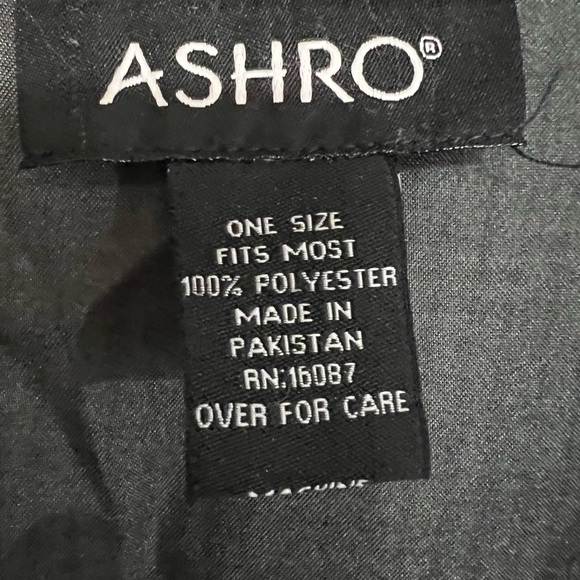 ASHRO®
ONE SIZE
FITS MOST
100% POLYESTER
MADE IN
PAKISTAN
RN:16087
OVER FOR CARE